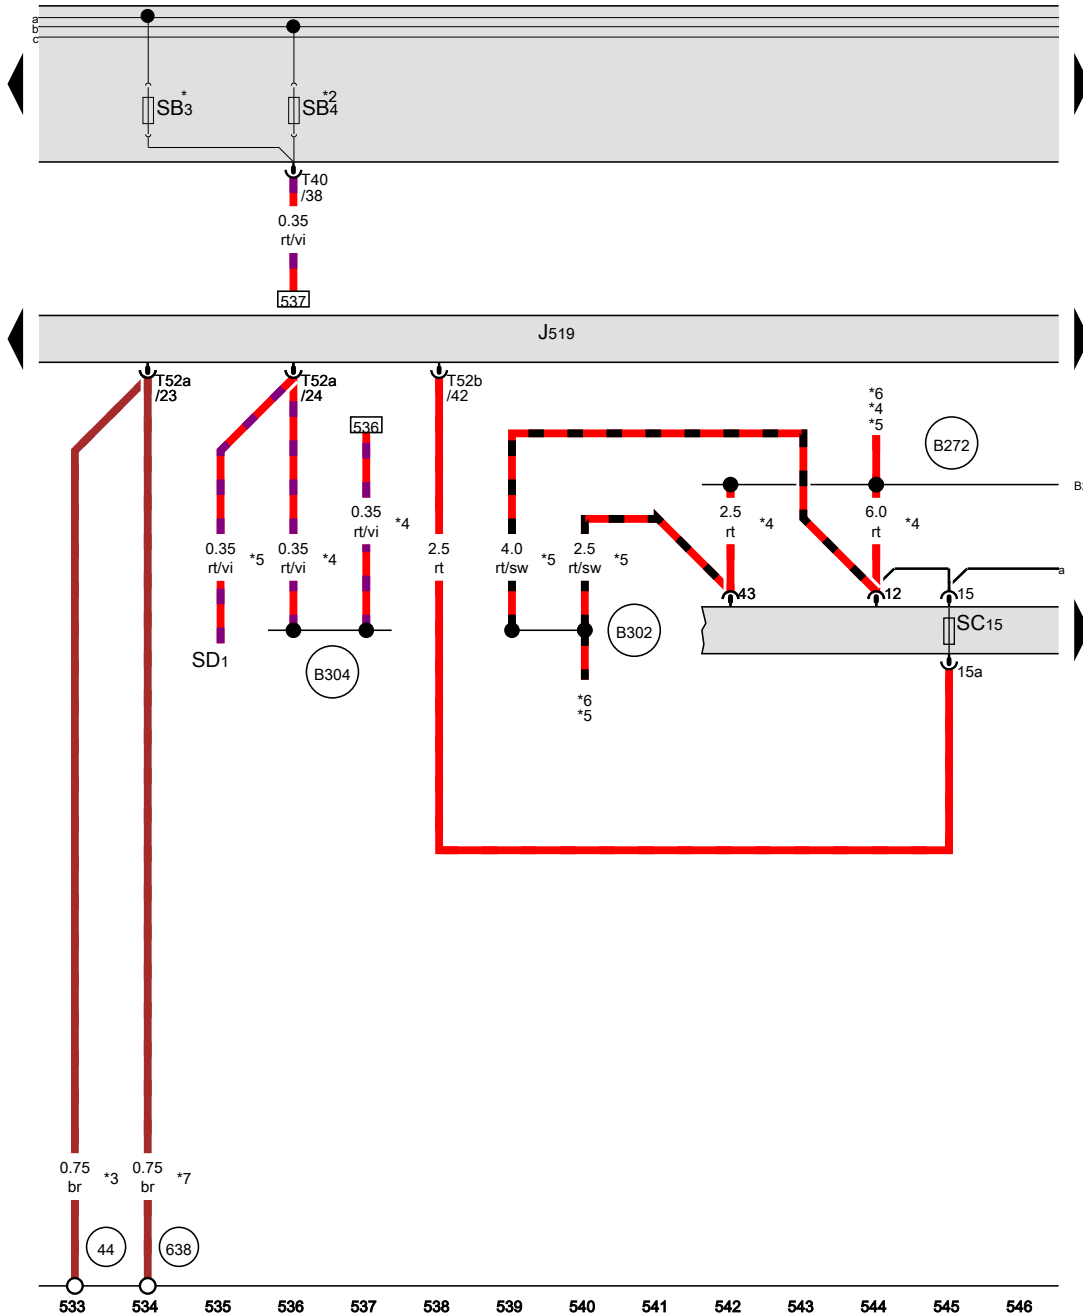 a
b
c
SB3 *
SB4 *2
T40
/38
0.35
rt/vi
537
J519
T52a
/23
T52a
/24
T52b
/42
536
*6
*4
*5
B272
0.35
rt/vi
*5
0.35
rt/vi
*4
0.35
rt/vi
*4
2.5
rt
4.0
rt/sw
*5
2.5
rt/sw
*5
2.5
rt
*4
6.0
rt
*4
a
43
12
15
SC15
15a
SD1
B304
B302
*6
*5
0.75
br
*3
0.75
br
*7
44
638
533 534 535 536 537 538 539 540 541 542 543 544 545 546